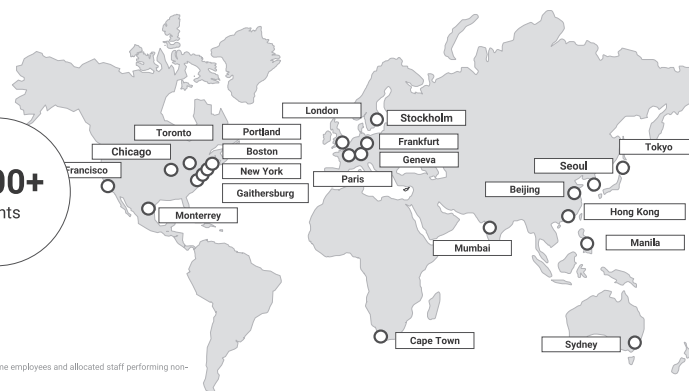 London
Stockholm
Toronto
Portland
Frankfurt
Chicago
Boston
Tokyo
Geneva
Seoul
Francisco
New York
Paris
Beijing
Gaithersburg
Monterrey
Hong Kong
Mumbai
Manila
Cape Town
Sydney
00+
nts
me employees and allocated staff performing non-